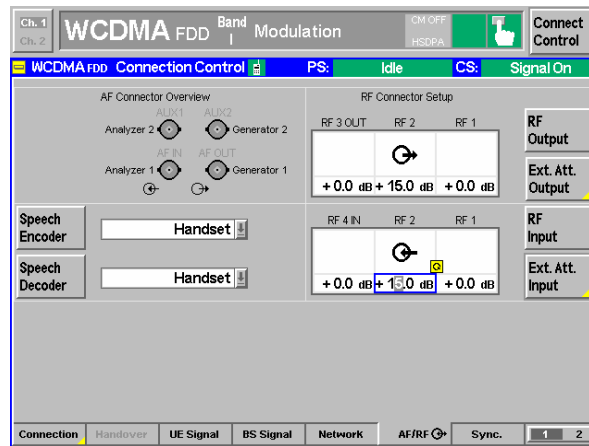 Ch. 1
Ch. 2
WCDMA FDD Band I Modulation
CM OFF
HSDPA
Connect Control
WCDMA FDD Connection Control PS: Idle CS: Signal On
AF Connector Overview
AUX1 AUX2
Analyzer 2 Generator 2
AF IN AF OUT
Analyzer 1 Generator 1
RF Connector Setup
RF 3 OUT RF 2 RF 1
+ 0.0 dB + 15.0 dB + 0.0 dB
RF Output
Ext. Att. Output
Speech Encoder Handset
Speech Decoder Handset
RF 4 IN RF 2 RF 1
+ 0.0 dB + 15.0 dB + 0.0 dB
RF Input
Ext. Att. Input
Connection Handover UE Signal BS Signal Network AF/RF Sync. 1 2